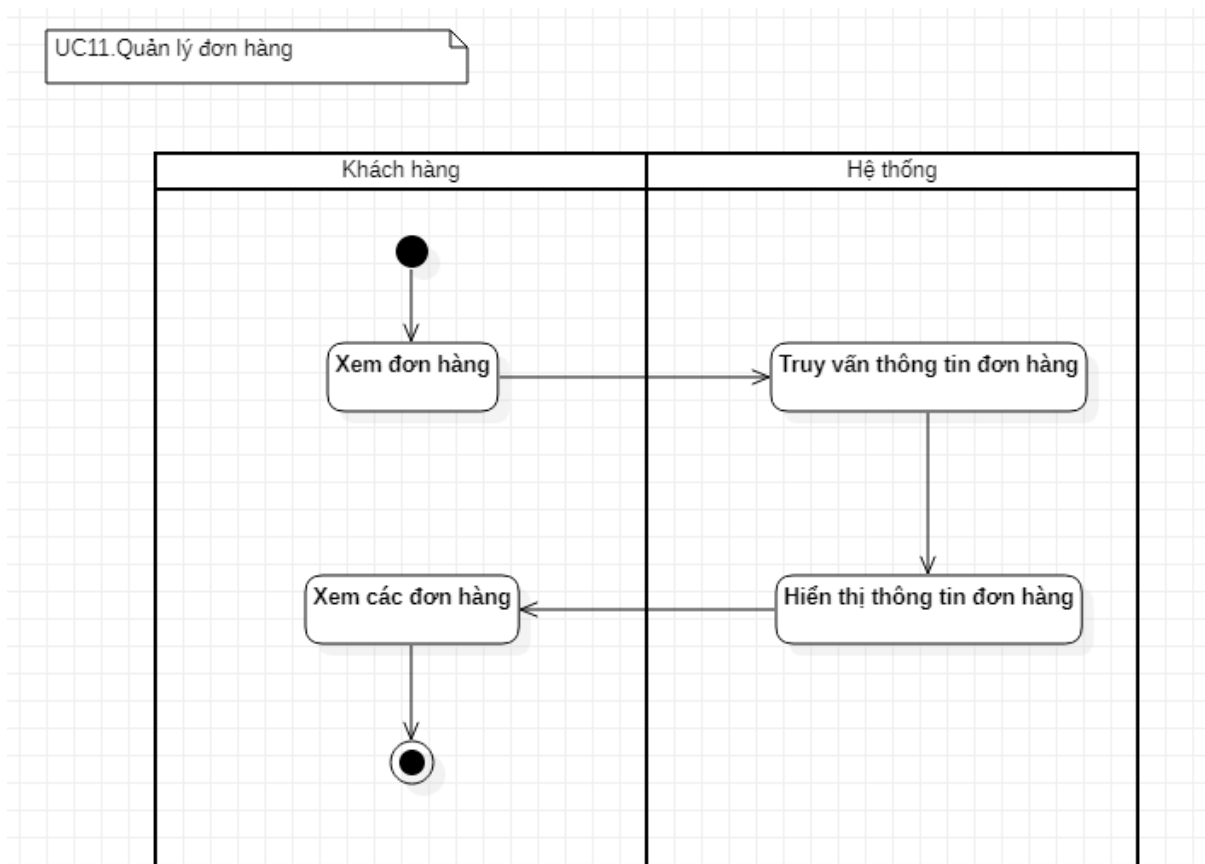 UC11.Quản lý đơn hàng
Khách hàng
Hệ thống
Xem đơn hàng
Truy vấn thông tin đơn hàng
Xem các đơn hàng
Hiển thị thông tin đơn hàng